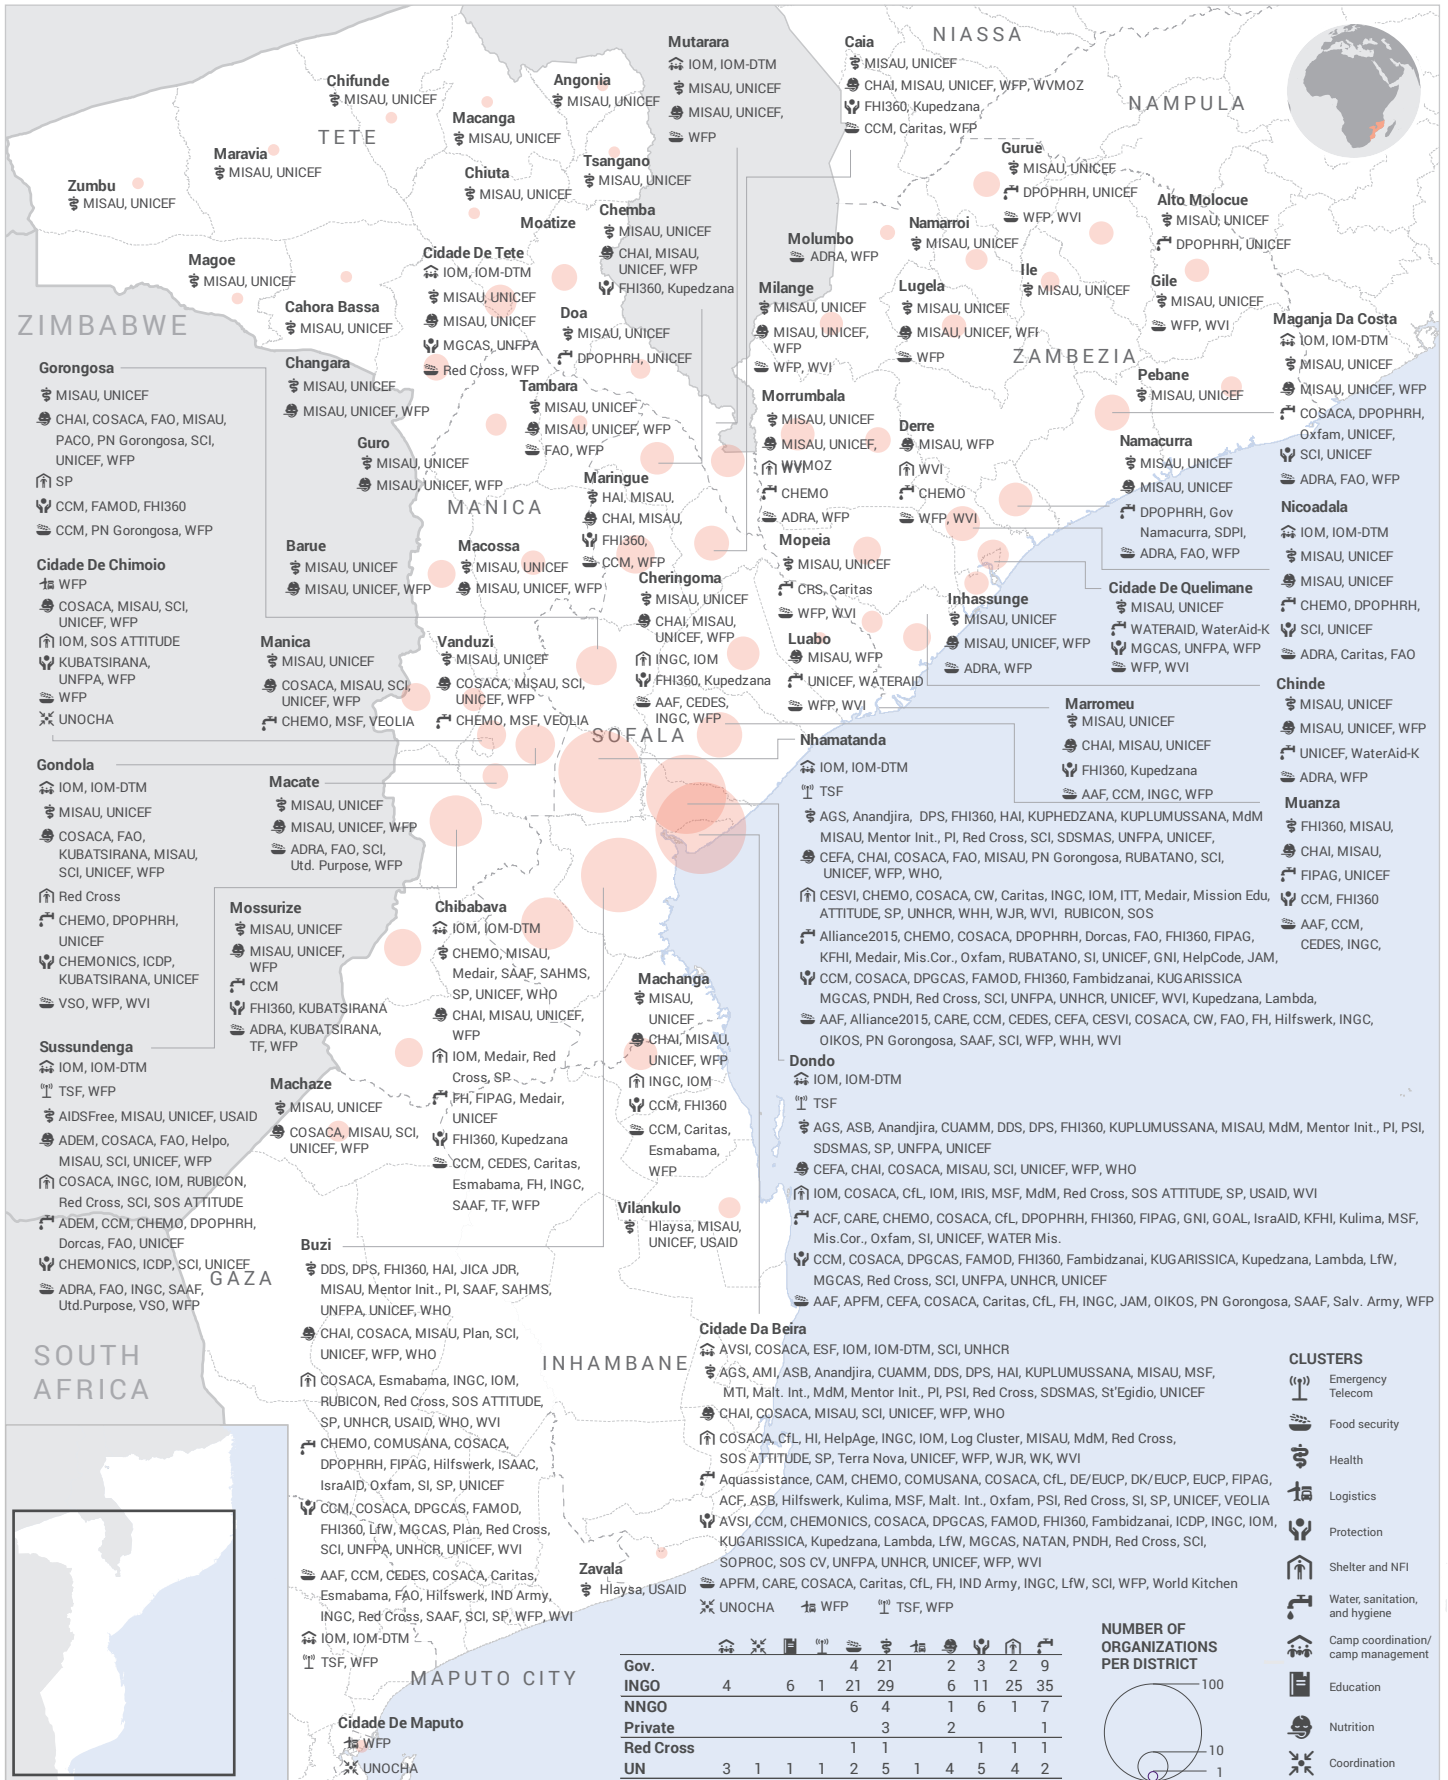 NIASSA
NAMPULA
TETE
ZAMBEZIA
ZIMBABWE
MANICA
SOFALA
GAZA
SOUTH
AFRICA
INHAMBANE
MAPUTO CITY
Mutarara
IOM, IOM-DTM
MISAU, UNICEF
MISAU, UNICEF,
WFP
Caia
MISAU, UNICEF
CHAI, MISAU, UNICEF, WFP, WVMOZ
FHI360, Kupedzana
CCM, Caritas, WFP
Chifunde
MISAU, UNICEF
Angonia
MISAU, UNICEF
Macanga
MISAU, UNICEF
Maravia
MISAU, UNICEF
Zumbu
MISAU, UNICEF
Chiuta
MISAU, UNICEF
Tsangano
MISAU, UNICEF
Moatize
Chemba
MISAU, UNICEF
CHAI, MISAU,
UNICEF, WFP
FHI360, Kupedzana
Gurue
MISAU, UNICEF
DPOPHRH, UNICEF
WFP, WVI
Alto Molocue
MISAU, UNICEF
DPOPHRH, UNICEF
Molumbo
ADRA, WFP
Namarroi
MISAU, UNICEF
Magoe
MISAU, UNICEF
Cidade De Tete
IOM, IOM-DTM
MISAU, UNICEF
MISAU, UNICEF
MGCAS, UNFPA
Red Cross, WFP
Cahora Bassa
MISAU, UNICEF
Doa
MISAU, UNICEF
DPOPHRH, UNICEF
Milange
MISAU, UNICEF
MISAU, UNICEF,
WFP
WFP, WVI
Lugela
MISAU, UNICEF
MISAU, UNICEF, WFI
WFP
Ile
MISAU, UNICEF
Gile
MISAU, UNICEF
WFP, WVI
Maganja Da Costa
IOM, IOM-DTM
MISAU, UNICEF
MISAU, UNICEF, WFP
COSACA, DPOPHRH,
Oxfam, UNICEF,
SCI, UNICEF
ADRA, FAO, WFP
Gorongosa
MISAU, UNICEF
CHAI, COSACA, FAO, MISAU,
PACO, PN Gorongosa, SCI,
UNICEF, WFP
SP
CCM, FAMOD, FHI360
CCM, PN Gorongosa, WFP
Changara
MISAU, UNICEF
MISAU, UNICEF, WFP
Tambara
MISAU, UNICEF
MISAU, UNICEF, WFP
FAO, WFP
Guro
MISAU, UNICEF
MISAU, UNICEF, WFP
Morrumbala
MISAU, UNICEF
MISAU, UNICEF,
WVMOZ
WVI
CHEMO
ADRA, WFP
Derre
MISAU, WFP
WVI
CHEMO
WFP, WVI
Pebane
MISAU, UNICEF
Namacurra
MISAU, UNICEF
MISAU, UNICEF
DPOPHRH, Gov
Namacurra, SDPI,
ADRA, FAO, WFP
Maringue
HAI, MISAU,
CHAI, MISAU,
FHI360,
CCM, WFP
Nicoadala
IOM, IOM-DTM
MISAU, UNICEF
MISAU, UNICEF
CHEMO, DPOPHRH,
SCI, UNICEF
ADRA, Caritas, FAO
Barue
MISAU, UNICEF
MISAU, UNICEF, WFP
Macossa
MISAU, UNICEF
MISAU, UNICEF, WFP
Mopeia
MISAU, UNICEF
CRS, Caritas
WFP, WVI
Cidade De Chimoio
WFP
COSACA, MISAU, SCI,
UNICEF, WFP
IOM, SOS ATTITUDE
KUBATSIRANA,
UNFPA, WFP
WFP
UNOCHA
Cheringoma
MISAU, UNICEF
CHAI, MISAU,
UNICEF, WFP
INGC, IOM
FHI360, Kupedzana
AAF, CEDES,
INGC, WFP
Inhassunge
MISAU, UNICEF
MISAU, UNICEF, WFP
ADRA, WFP
Cidade De Quelimane
MISAU, UNICEF
WATERAID, WaterAid-K
MGCAS, UNFPA, WFP
WFP, WVI
Manica
MISAU, UNICEF
COSACA, MISAU, SCI,
UNICEF, WFP
CHEMO, MSF, VEOLIA
Vanduzi
MISAU, UNICEF
COSACA, MISAU, SCI,
UNICEF, WFP
CHEMO, MSF, VEOLIA
Luabo
MISAU, WFP
UNICEF, WATERAID
WFP, WVI
Chinde
MISAU, UNICEF
MISAU, UNICEF, WFP
UNICEF, WaterAid-K
ADRA, WFP
Marromeu
MISAU, UNICEF
CHAI, MISAU, UNICEF
FHI360, Kupedzana
AAF, CCM, INGC, WFP
Gondola
IOM, IOM-DTM
MISAU, UNICEF
COSACA, FAO,
KUBATSIRANA, MISAU,
SCI, UNICEF, WFP
Red Cross
CHEMO, DPOPHRH,
UNICEF
CHEMONICS, ICDP,
KUBATSIRANA, UNICEF
VSO, WFP, WVI
Macate
MISAU, UNICEF
MISAU, UNICEF, WFP
ADRA, FAO, SCI,
Utd. Purpose, WFP
Nhamatanda
IOM, IOM-DTM
TSF
AGS, Anandjira, DPS, FHI360, HAI, KUPHEDZANA, KUPLUMUSSANA, MdM
MISAU, Mentor Init., PI, Red Cross, SCI, SDSMAS, UNFPA, UNICEF,
CEFA, CHAI, COSACA, FAO, MISAU, PN Gorongosa, RUBATANO, SCI,
UNICEF, WFP, WHO,
CESVI, CHEMO, COSACA, CW, Caritas, INGC, IOM, ITT, Medair, Mission Edu,
ATTITUDE, SP, UNHCR, WHH, WJR, WVI, RUBICON, SOS
Alliance2015, CHEMO, COSACA, DPOPHRH, Dorcas, FAO, FHI360, FIPAG,
KFHI, Medair, Mis.Cor., Oxfam, RUBATANO, SI, UNICEF, GNI, HelpCode, JAM,
CCM, COSACA, DPGCAS, FAMOD, FHI360, Fambidzanai, KUGARISSICA
MGCAS, PNDH, Red Cross, SCI, UNFPA, UNHCR, UNICEF, WVI, Kupedzana, Lambda,
AAF, Alliance2015, CARE, CCM, CEDES, CEFA, CESVI, COSACA, CW, FAO, FH, Hilfswerk, INGC,
OIKOS, PN Gorongosa, SAAF, SCI, WFP, WHH, WVI
Muanza
FHI360, MISAU,
CHAI, MISAU,
FIPAG, UNICEF
CCM, FHI360
AAF, CCM,
CEDES, INGC,
Mossurize
MISAU, UNICEF
MISAU, UNICEF,
WFP
CCM
FHI360, KUBATSIRANA
ADRA, KUBATSIRANA,
TF, WFP
Chibabava
IOM, IOM-DTM
CHEMO, MISAU,
Medair, SAAF, SAHMS,
SP, UNICEF, WHO
CHAI, MISAU, UNICEF,
WFP
IOM, Medair, Red
Cross, SP
FH, FIPAG, Medair,
UNICEF
FHI360, Kupedzana
CCM, CEDES, Caritas,
Esmabama, FH, INGC,
SAAF, TF, WFP
Machanga
MISAU,
UNICEF
CHAI, MISAU,
UNICEF, WFP
INGC, IOM
CCM, FHI360
CCM, Caritas,
Esmabama,
WFP
Sussundenga
IOM, IOM-DTM
TSF, WFP
AIDSFree, MISAU, UNICEF, USAID
ADEM, COSACA, FAO, Helpo,
MISAU, SCI, UNICEF, WFP
COSACA, INGC, IOM, RUBICON,
Red Cross, SCI, SOS ATTITUDE
ADEM, CCM, CHEMO, DPOPHRH,
Dorcas, FAO, UNICEF
CHEMONICS, ICDP, SCI, UNICEF
ADRA, FAO, INGC, SAAF,
Utd.Purpose, VSO, WFP
Machaze
MISAU, UNICEF
COSACA, MISAU, SCI,
UNICEF, WFP
Dondo
IOM, IOM-DTM
TSF
AGS, ASB, Anandjira, CUAMM, DDS, DPS, FHI360, KUPLUMUSSANA, MISAU, MdM, Mentor Init., PI, PSI,
SDSMAS, SP, UNFPA, UNICEF
CEFA, CHAI, COSACA, MISAU, SCI, UNICEF, WFP, WHO
IOM, COSACA, CfL, IOM, IRIS, MSF, MdM, Red Cross, SOS ATTITUDE, SP, USAID, WVI
ACF, CARE, CHEMO, COSACA, CfL, DPOPHRH, FHI360, FIPAG, GNI, GOAL, IsraAID, KFHI, Kulima, MSF,
Mis.Cor., Oxfam, SI, UNICEF, WATER Mis.
CCM, COSACA, DPGCAS, FAMOD, FHI360, Fambidzanai, KUGARISSICA, Kupedzana, Lambda, LfW,
MGCAS, Red Cross, SCI, UNFPA, UNHCR, UNICEF
AAF, APFM, CEFA, COSACA, Caritas, CfL, FH, INGC, JAM, OIKOS, PN Gorongosa, SAAF, Salv. Army, WFP
Vilankulo
Hlaysa, MISAU,
UNICEF, USAID
Buzi
DDS, DPS, FHI360, HAI, JICA JDR,
MISAU, Mentor Init., PI, SAAF, SAHMS,
UNFPA, UNICEF, WHO
CHAI, COSACA, MISAU, Plan, SCI,
UNICEF, WFP, WHO
COSACA, Esmabama, INGC, IOM,
RUBICON, Red Cross, SOS ATTITUDE,
SP, UNHCR, USAID, WHO, WVI
CHEMO, COMUSANA, COSACA,
DPOPHRH, FIPAG, Hilfswerk, ISAAC,
IsraAID, Oxfam, SI, SP, UNICEF
CCM, COSACA, DPGCAS, FAMOD,
FHI360, LfW, MGCAS, Plan, Red Cross,
SCI, UNFPA, UNHCR, UNICEF, WVI
AAF, CCM, CEDES, COSACA, Caritas,
Esmabama, FAO, Hilfswerk, IND Army,
INGC, Red Cross, SAAF, SCI, SP, WFP, WVI
IOM, IOM-DTM
TSF, WFP
Cidade Da Beira
AVSI, COSACA, ESF, IOM, IOM-DTM, SCI, UNHCR
AGS, AMI, ASB, Anandjira, CUAMM, DDS, DPS, HAI, KUPLUMUSSANA, MISAU, MSF,
MTI, Malt. Int., MdM, Mentor Init., PI, PSI, Red Cross, SDSMAS, St'Egidio, UNICEF
CHAI, COSACA, MISAU, SCI, UNICEF, WFP, WHO
COSACA, CfL, HI, HelpAge, INGC, IOM, Log Cluster, MISAU, MdM, Red Cross,
SOS ATTITUDE, SP, Terra Nova, UNICEF, WFP, WJR, WK, WVI
Aquassistance, CAM, CHEMO, COMUSANA, COSACA, CfL, DE/EUCP, DK/EUCP, EUCP, FIPAG,
ACF, ASB, Hilfswerk, Kulima, MSF, Malt. Int., Oxfam, PSI, Red Cross, SI, SP, UNICEF, VEOLIA
AVSI, CCM, CHEMONICS, COSACA, DPGCAS, FAMOD, FHI360, Fambidzanai, ICDP, INGC, IOM,
KUGARISSICA, Kupedzana, Lambda, LfW, MGCAS, NATAN, PNDH, Red Cross, SCI,
SOPROC, SOS CV, UNFPA, UNHCR, UNICEF, WFP, WVI
APFM, CARE, COSACA, Caritas, CfL, FH, IND Army, INGC, LfW, SCI, WFP, World Kitchen
UNOCHA WFP TSF, WFP
Zavala
Hlaysa, USAID
Cidade De Maputo
WFP
UNOCHA
CLUSTERS
Emergency
Telecom
Food security
Health
Logistics
Protection
Shelter and NFI
Water, sanitation,
and hygiene
Camp coordination/
camp management
Education
Nutrition
Coordination
Gov. 4 21 2 3 2 9
INGO 4 6 1 21 29 6 11 25 35
NNGO 6 4 1 6 1 7
Private 3 2 1
Red Cross 1 1 1 1 1
UN 3 1 1 1 2 5 1 4 5 4 2
NUMBER OF
ORGANIZATIONS
PER DISTRICT
100
10
1